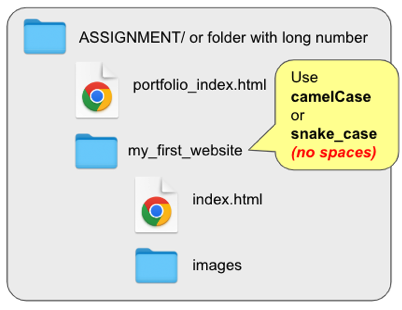 ASSIGNMENT/ or folder with long number
portfolio_index.html
Use
camelCase
or
snake_case
(no spaces)
my_first_website
index.html
images